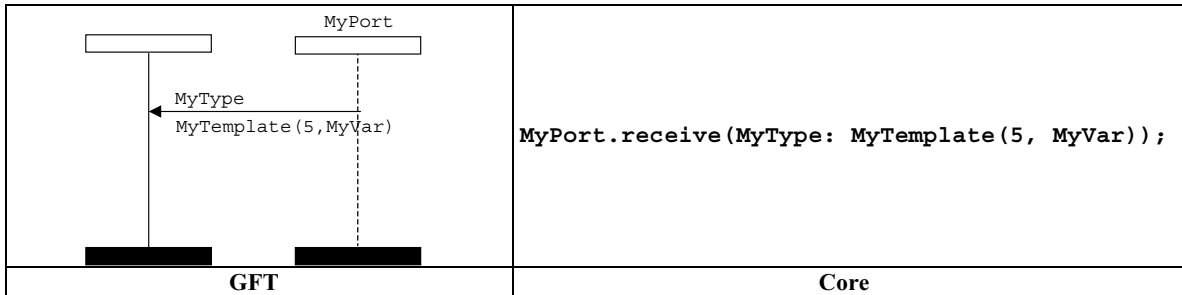 MyPort
MyType
MyTemplate(5,MyVar)
MyPort.receive(MyType: MyTemplate(5, MyVar));
GFT
Core